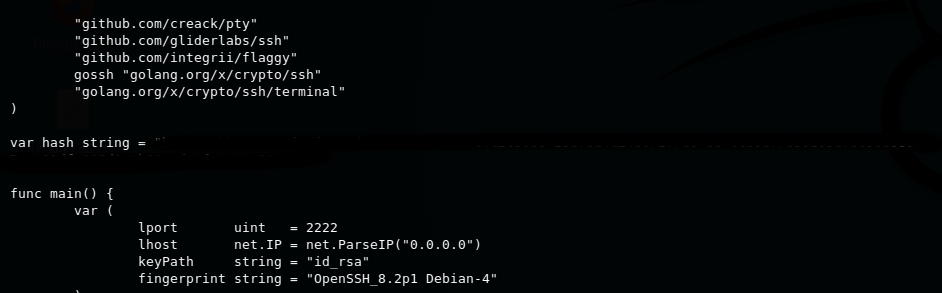 "github.com/creack/pty"
"github.com/gliderlabs/ssh"
"github.com/integrii/flaggy"
gossh "golang.org/x/crypto/ssh"
"golang.org/x/crypto/ssh/terminal"
)
var hash string = "
func main() {
var (
lport uint = 2222
lhost net.IP = net.ParseIP("0.0.0.0")
keyPath string = "id_rsa"
fingerprint string = "OpenSSH_8.2p1 Debian-4"